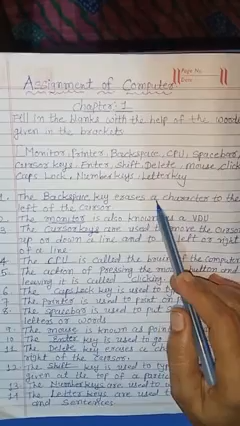 Page No.
Date
Assignment of Computer
Chapter: 1
Fill in the blanks with the help of the words
given in the brackets
Monitor, Printer, Backspace, CPU, Spacebar
Cursor keys, Enter, Shift, Delete, mouse, click
Caps Lock, Number keys, Letter key
1. The Backspace key erases a character to the
left of the cursor
2 The monitor is also known as a VDU
3 The Cursor keys are used to move the Cursor
up or down a line and to left or right
of a line
4 The CPU is called the brain of the computer
5 The action of pressing the button and
leaving it is called clicking
6 The Caps Lock key is used to
7 The printer is used to print on
8 The spacebar is used to put
letters or words
9. The mouse is known as
10 The Enter key is used to go
11 The Delete key erases a
right of the cursor.
12 The Shift key is used to
given at the top of a
13 The Number keys are used
14 The Letter keys are used
and sentences